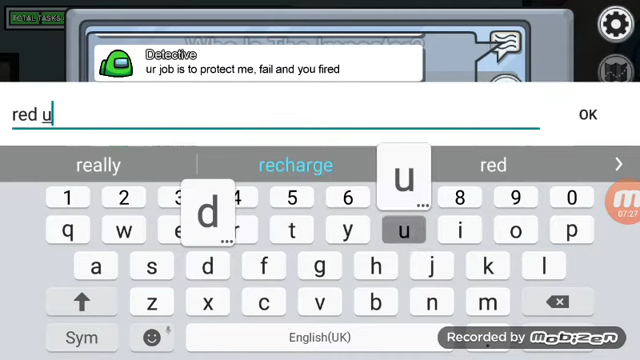 TOTAL TASKS
Who Is The Impostor?
Detective
ur job is to protect me, fail and you fired
red u
OK
really
recharge
red
1 2 3 4 5 6 8 9 0
d
u
q w e t y u i o p
a s d f g h j k l
z x c v b n m
Sym
English(UK)
07:27
Recorded by Mobizen